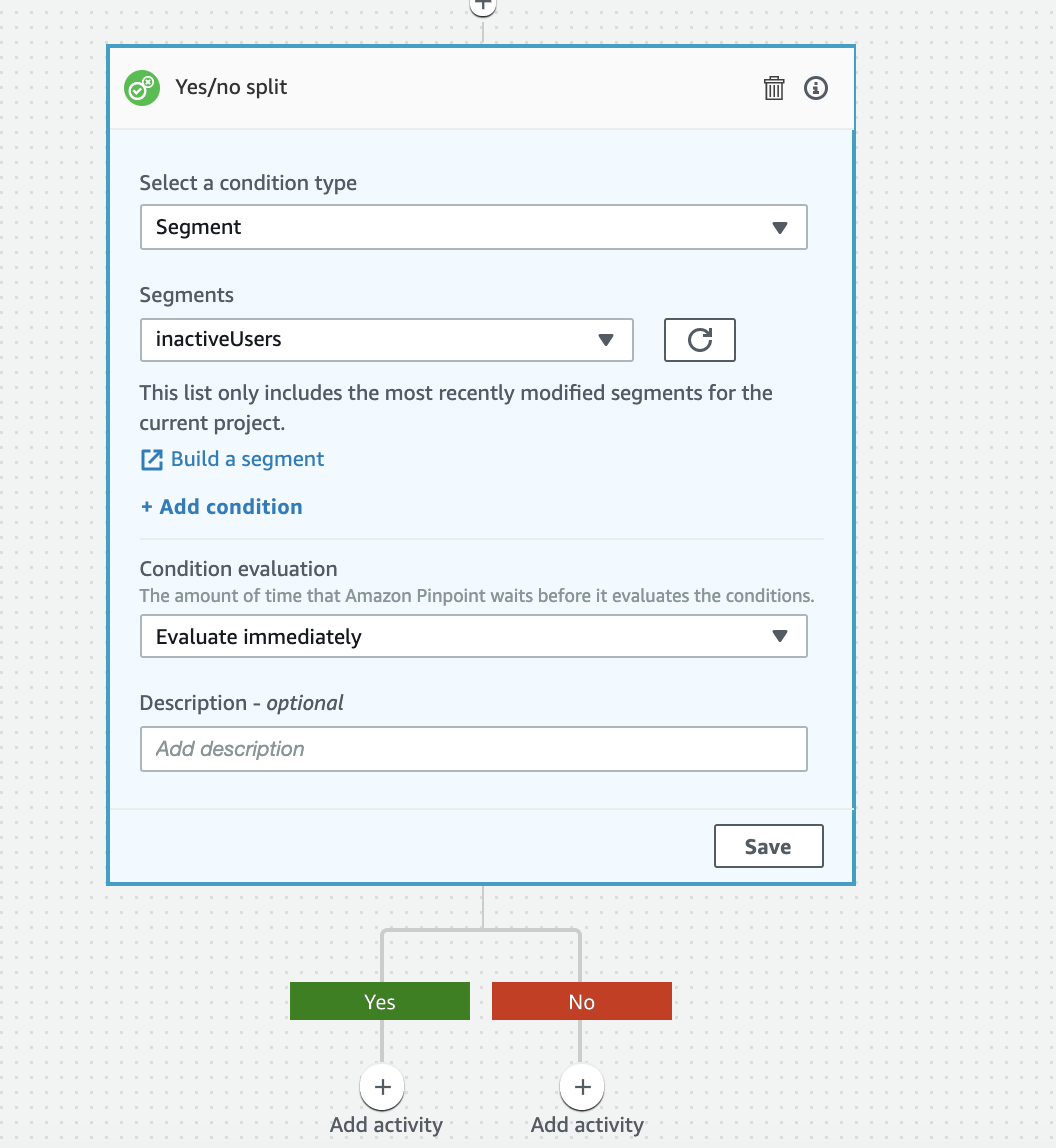 Yes/no split
Select a condition type
Segment
Segments
inactiveUsers
This list only includes the most recently modified segments for the
current project.
Build a segment
+ Add condition
Condition evaluation
The amount of time that Amazon Pinpoint waits before it evaluates the conditions.
Evaluate immediately
Description - optional
Add description
Save
Yes No
Add activity Add activity